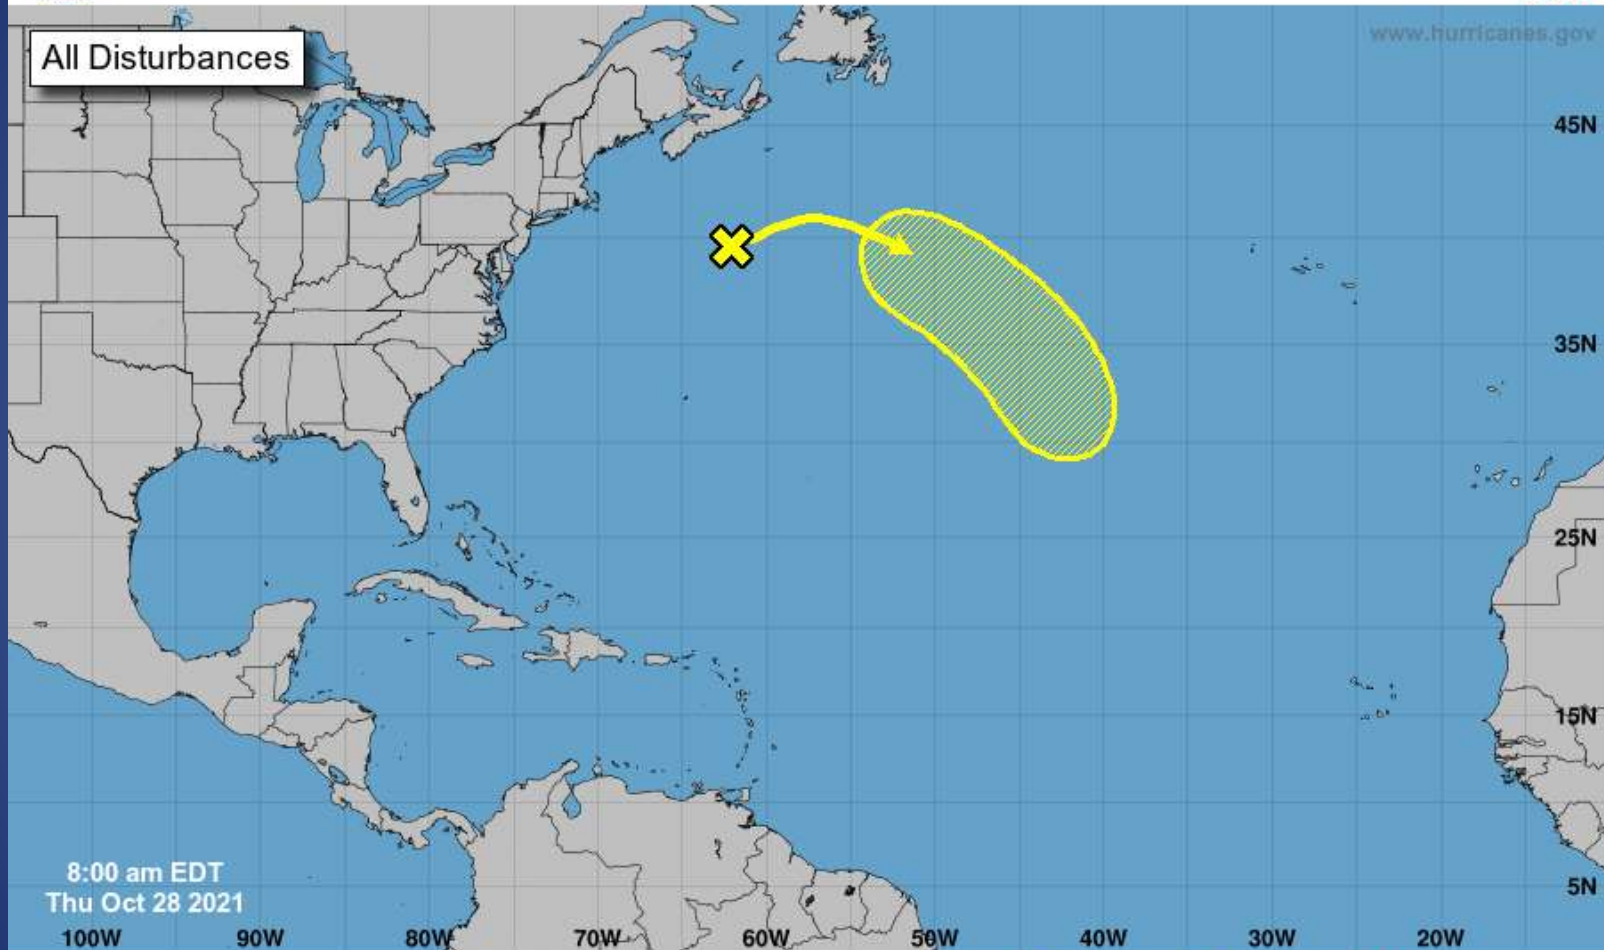 All Disturbances
www.hurricanes.gov
45N
35N
25N
15N
5N
8:00 am EDT
Thu Oct 28 2021
100W 90W 80W 70W 60W 50W 40W 30W 20W